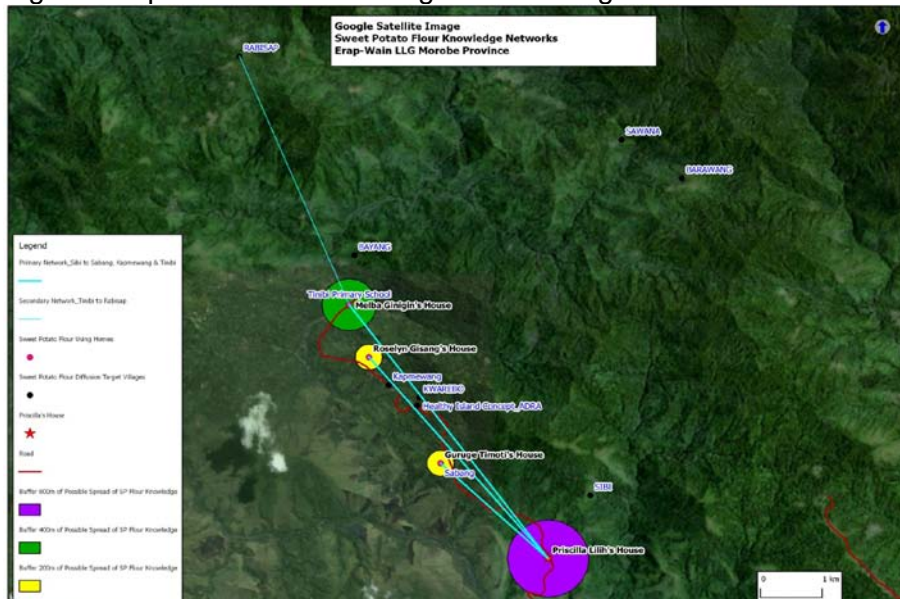 Google Satellite Image
Sweet Potato Flour Knowledge Networks
Erap-Wain LLG Morobe Province
RABISAP
SAWANA
BARAWANG
BAYANG
Tinibi Primary School
Melba Ginigin's House
Roselyn Gisang's House
Kapmewang
KWAREBO
Healthy Island Concept, ADRA
Guruge Timoti's House
Sabang
SIBI
Priscilla Lilih's House
Legend
Primary Network_Sibi to Sabang, Kapmewang & Tinibi
Secondary Network_Tinibi to Rabisap
Sweet Potato Flour Using Homes
Sweet Potato Flour Diffusion Target Villages
Priscilla's House
Road
Buffer 600m of Possible Spread of SP Flour Knowledge
Buffer 400m of Possible Spread of SP Flour Knowledge
Buffer 200m of Possible Spread of SP Flour Knowledge
0 1 km